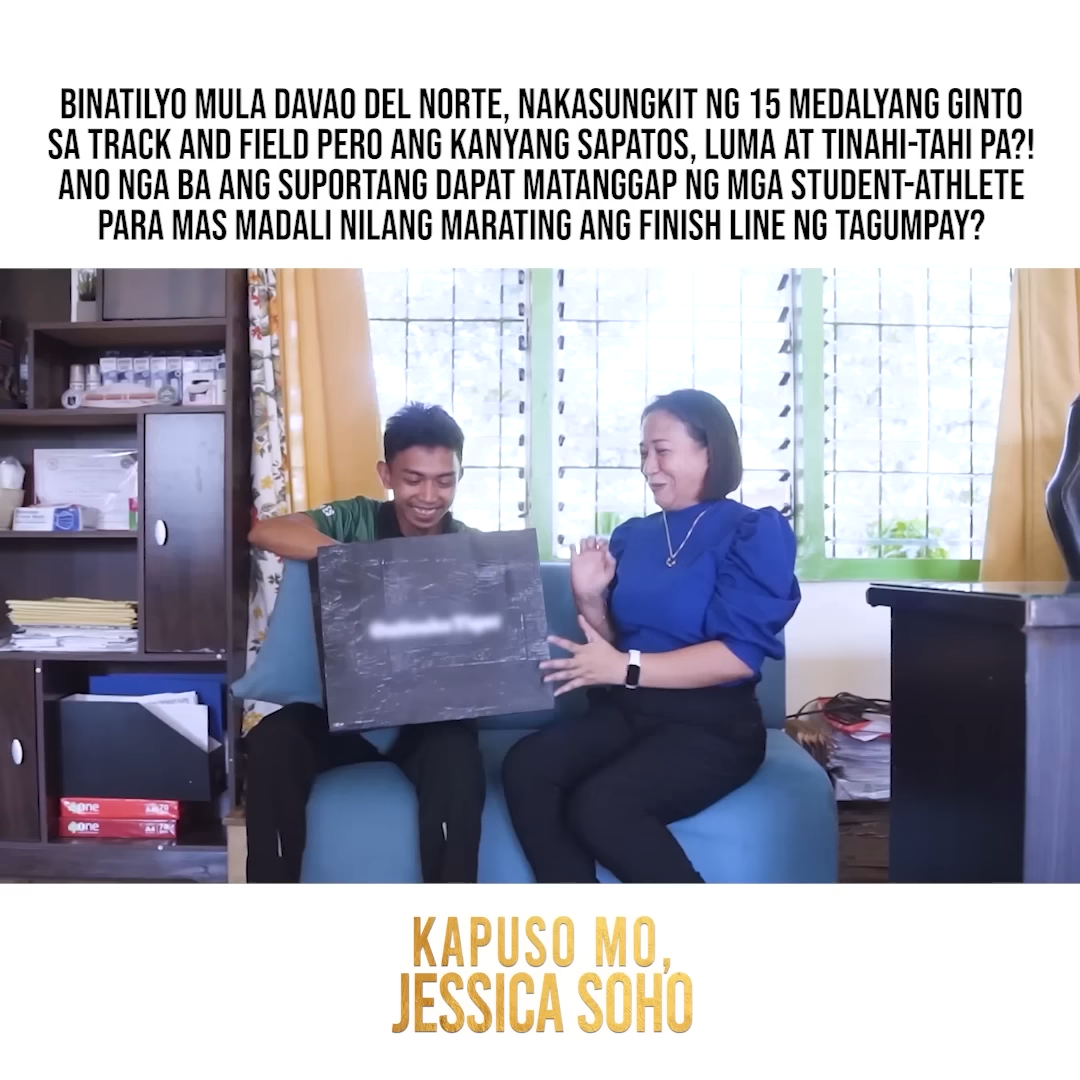 BINATILYO MULA DAVAO DEL NORTE, NAKASUNGKIT NG 15 MEDALYANG GINTO
SA TRACK AND FIELD PERO ANG KANYANG SAPATOS, LUMA AT TINAHI-TAHI PA?!
ANO NGA BA ANG SUPORTANG DAPAT MATANGGAP NG MGA STUDENT-ATHLETE
PARA MAS MADALI NILANG MARATING ANG FINISH LINE NG TAGUMPAY?
KAPUSO MO,
JESSICA SOHO